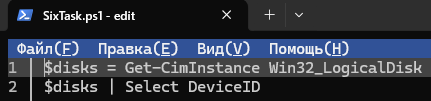 SixTask.ps1 - edit
Файл(F) Правка(E) Вид(V) Помощь(H)
1 $disks = Get-CimInstance Win32_LogicalDisk
2 $disks | Select DeviceID